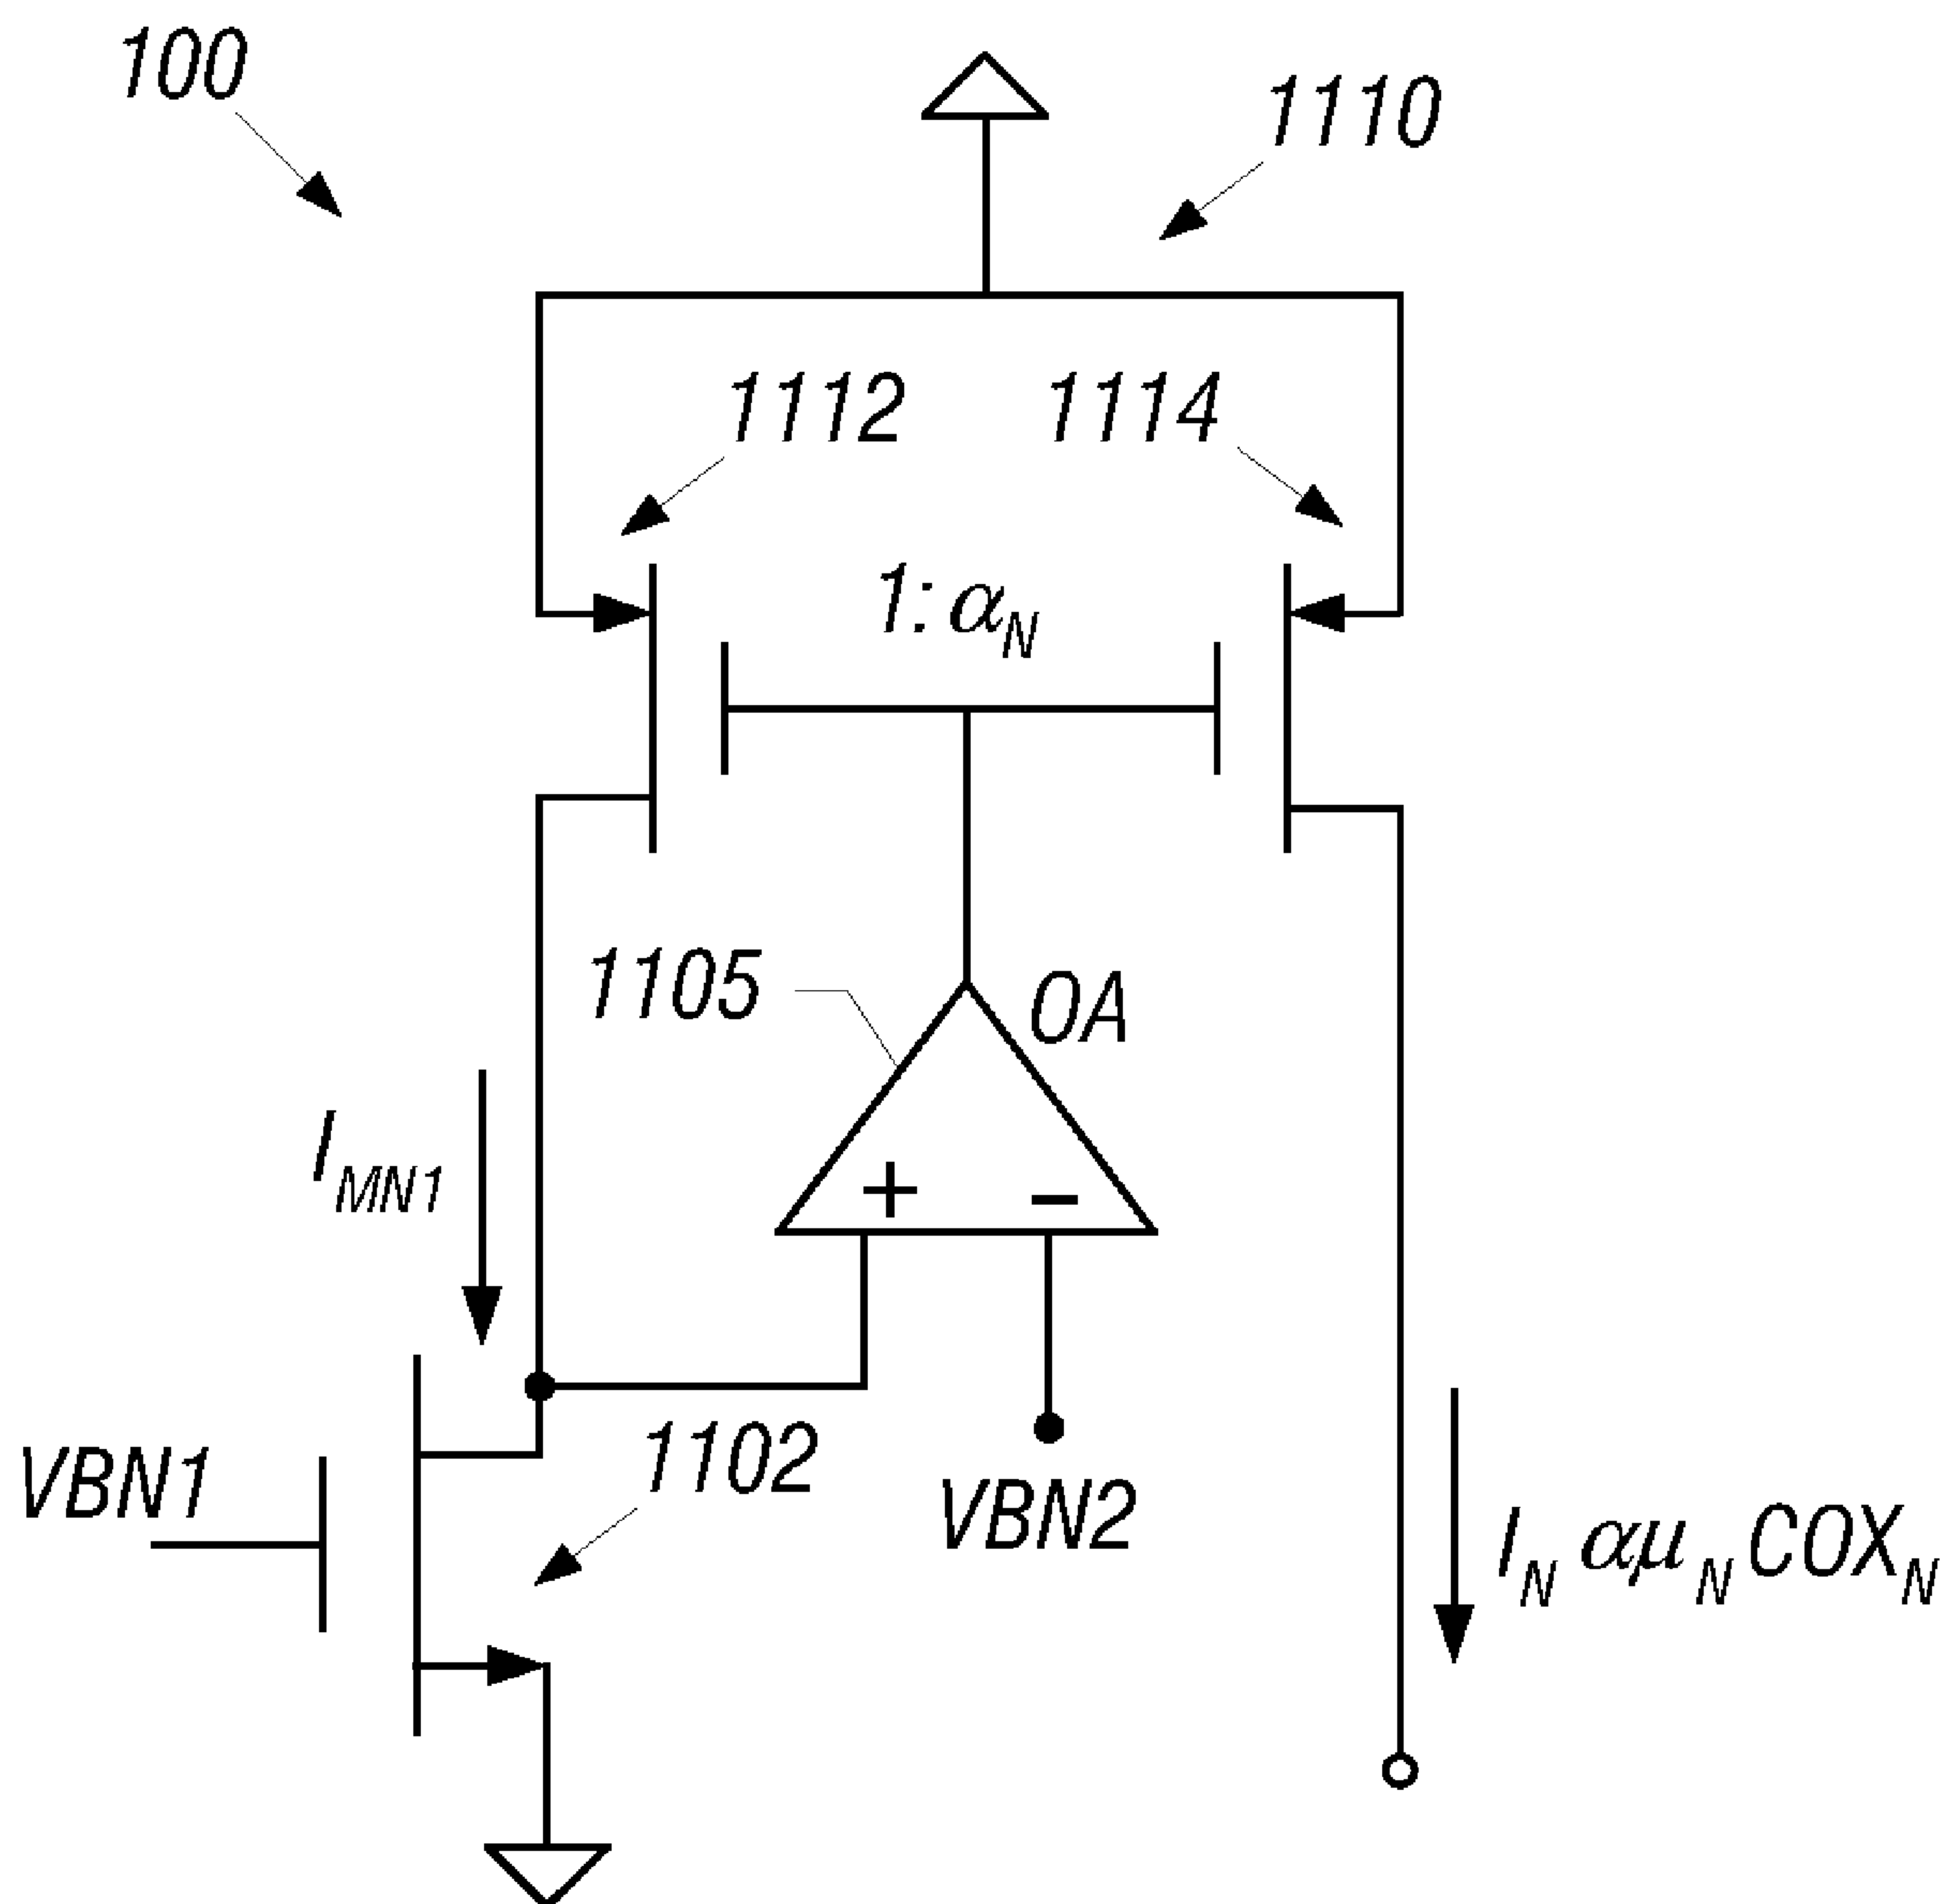 100
1110
1112
1114
1:α_N
1105
OA
I_MN1
+ −
VBN1
1102
VBN2
I_N αμ_N COX_N